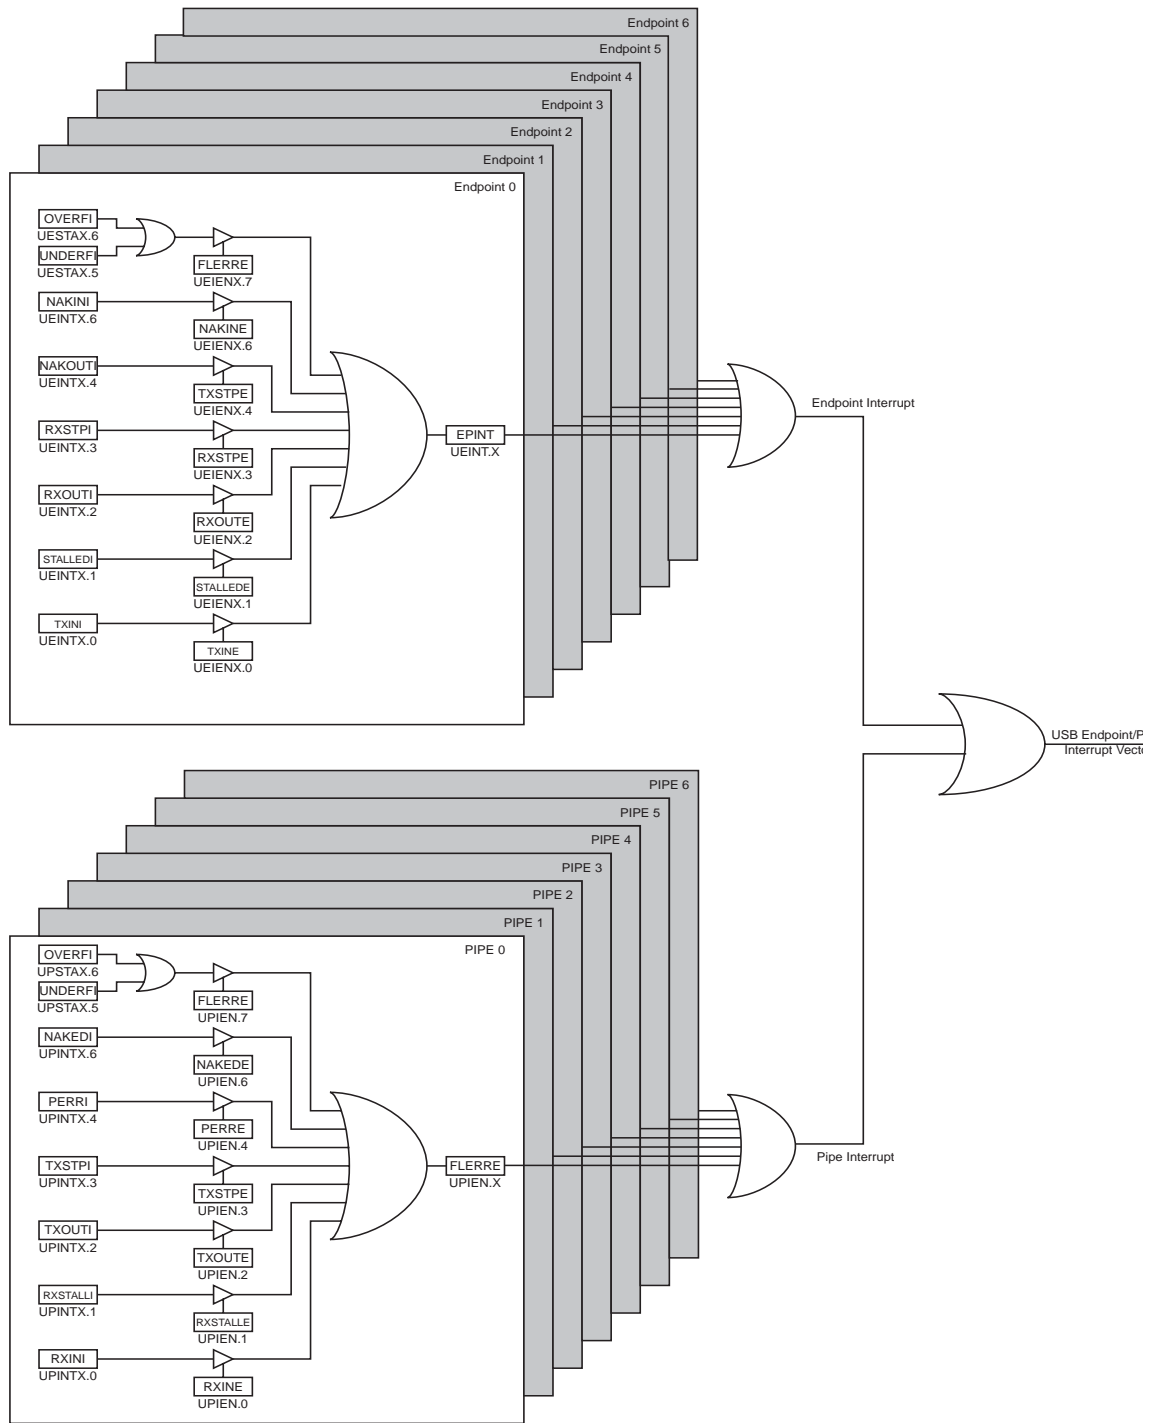 Endpoint 6
Endpoint 5
Endpoint 4
Endpoint 3
Endpoint 2
Endpoint 1
Endpoint 0
OVERFI
UESTAX.6
UNDERFI
UESTAX.5
FLERRE
UEIENX.7
NAKINI
UEINTX.6
NAKINE
UEIENX.6
NAKOUTI
UEINTX.4
TXSTPE
UEIENX.4
RXSTPI
UEINTX.3
RXSTPE
UEIENX.3
RXOUTI
UEINTX.2
RXOUTE
UEIENX.2
STALLEDI
UEINTX.1
STALLEDE
UEIENX.1
TXINI
UEINTX.0
TXINE
UEIENX.0
EPINT
UEINT.X
Endpoint Interrupt
USB Endpoint/P
Interrupt Vect
PIPE 6
PIPE 5
PIPE 4
PIPE 3
PIPE 2
PIPE 1
PIPE 0
OVERFI
UPSTAX.6
UNDERFI
UPSTAX.5
FLERRE
UPIEN.7
NAKEDI
UPINTX.6
NAKEDE
UPIEN.6
PERRI
UPINTX.4
PERRE
UPIEN.4
TXSTPI
UPINTX.3
TXSTPE
UPIEN.3
TXOUTI
UPINTX.2
TXOUTE
UPIEN.2
RXSTALLI
UPINTX.1
RXSTALLE
UPIEN.1
RXINI
UPINTX.0
RXINE
UPIEN.0
FLERRE
UPIEN.X
Pipe Interrupt